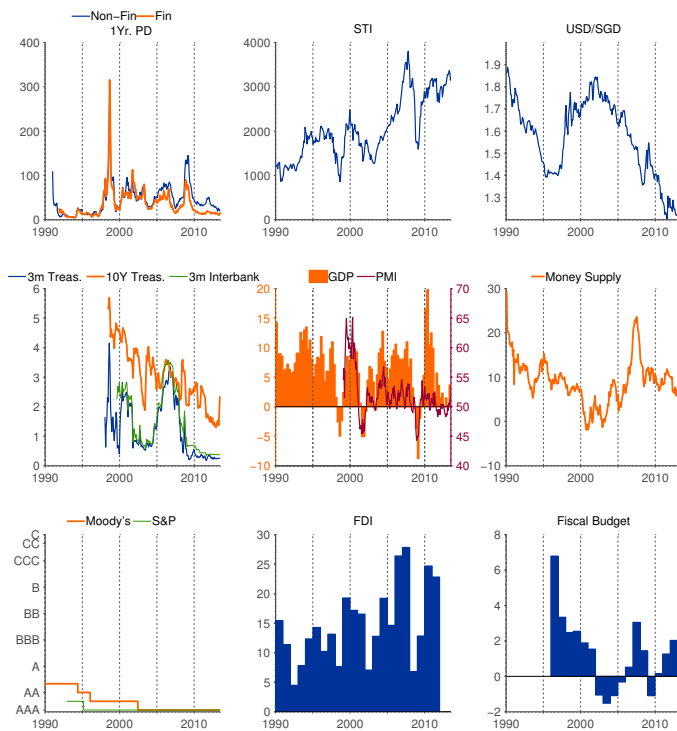 Non−Fin Fin
1Yr. PD
STI
USD/SGD
400
300
200
100
0
1990 2000 2010
4000
3000
2000
1000
0
1990 2000 2010
1.9
1.8
1.7
1.6
1.5
1.4
1.3
1990 2000 2010
3m Treas. 10Y Treas. 3m Interbank
GDP PMI
Money Supply
6
5
4
3
2
1
0
1990 2000 2010
20
15
10
5
0
−5
−10
70
65
60
55
50
45
40
1990 2000 2010
30
20
10
0
−10
1990 2000 2010
Moody's S&P
FDI
Fiscal Budget
C
CC
CCC
B
BB
BBB
A
AA
AAA
1990 2000 2010
30
25
20
15
10
5
0
1990 2000 2010
8
6
4
2
0
−2
1990 2000 2010